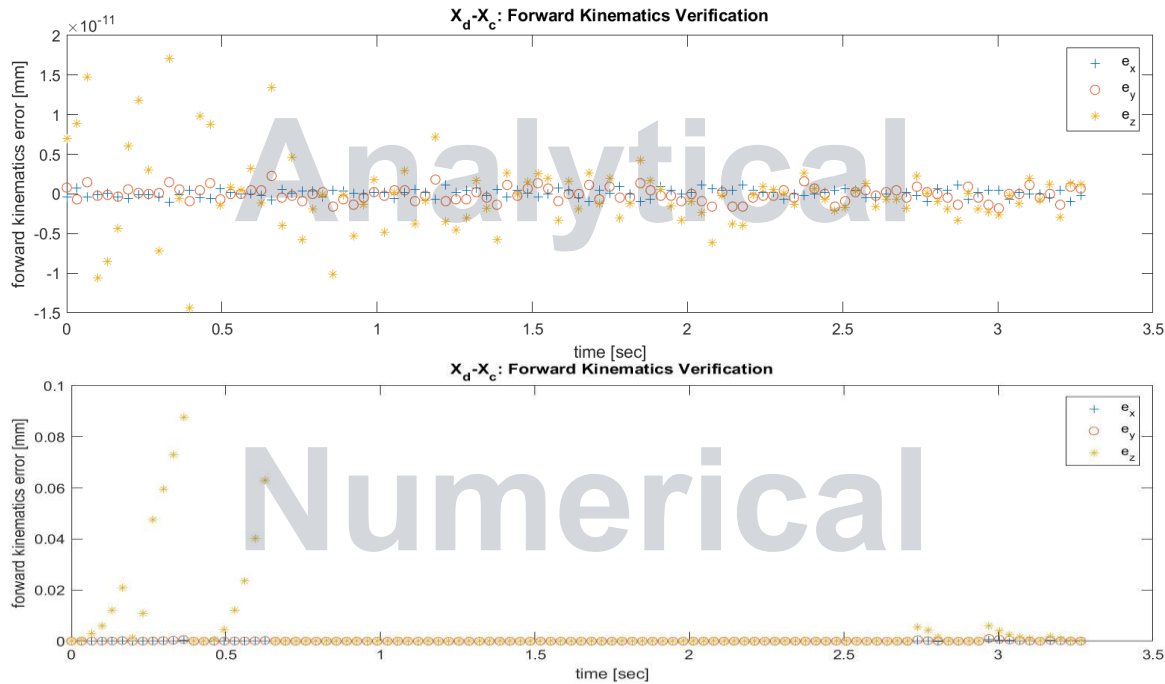 X_d-X_c: Forward Kinematics Verification
×10^-11
2
1.5
1
0.5
0
-0.5
-1
-1.5
forward kinematics error [mm]
e_x
e_y
e_z
Analytical
0 0.5 1 1.5 2 2.5 3 3.5
time [sec]
X_d-X_c: Forward Kinematics Verification
0.1
0.08
0.06
0.04
0.02
0
forward kinematics error [mm]
e_x
e_y
e_z
Numerical
0 0.5 1 1.5 2 2.5 3 3.5
time [sec]